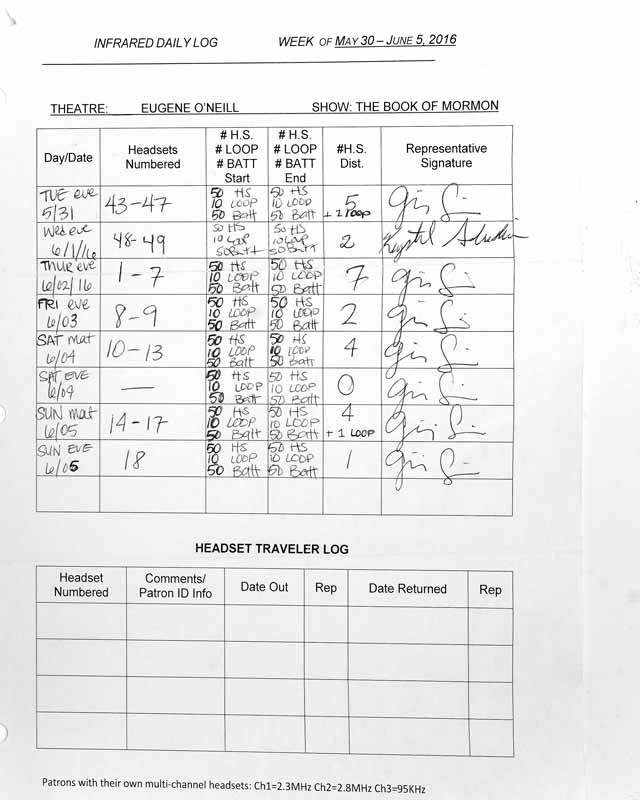 INFRARED DAILY LOG WEEK OF MAY 30 – JUNE 5, 2016
THEATRE: EUGENE O'NEILL SHOW: THE BOOK OF MORMON
Day/Date
Headsets
Numbered
# H.S.
# LOOP
# BATT
Start
# H.S.
# LOOP
# BATT
End
#H.S.
Dist.
Representative
Signature
TUE eve
5/31
43-47
50 HS
10 LOOP
50 Batt
50 HS
10 LOOP
50 Batt
5
+ 1 LOOP
Wed eve
6/1/16
48-49
50 HS
10 Loop
50 Batt
50 HS
10 Loop
50 Batt
2
Krystal
THUR eve
6/02/16
1-7
50 HS
10 LOOP
50 Batt
50 HS
10 LOOP
50 Batt
7
FRI eve
6/03
8-9
50 HS
10 LOOP
50 Batt
50 HS
10 LOOP
50 Batt
2
SAT mat
6/04
10-13
50 HS
10 LOOP
50 Batt
50 HS
10 LOOP
50 Batt
4
SAT EVE
6/04
—
50 HS
10 LOOP
50 Batt
50 HS
10 LOOP
50 Batt
0
SUN mat
6/05
14-17
50 HS
10 LOOP
50 Batt
50 HS
10 LOOP
50 Batt
4
+ 1 LOOP
SUN EVE
6/05
18
50 HS
10 LOOP
50 Batt
50 HS
10 LOOP
50 Batt
1
HEADSET TRAVELER LOG
Headset
Numbered
Comments/
Patron ID Info
Date Out
Rep
Date Returned
Rep
Patrons with their own multi-channel headsets: Ch1=2.3MHz Ch2=2.8MHz Ch3=95KHz